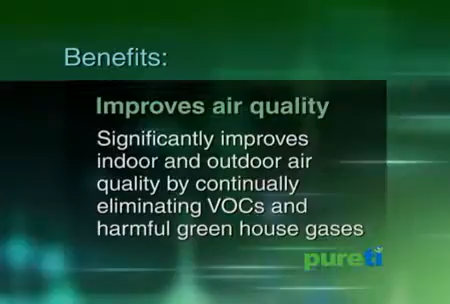 Benefits:
Improves air quality
Significantly improves
indoor and outdoor air
quality by continually
eliminating VOCs and
harmful green house gases
pureti